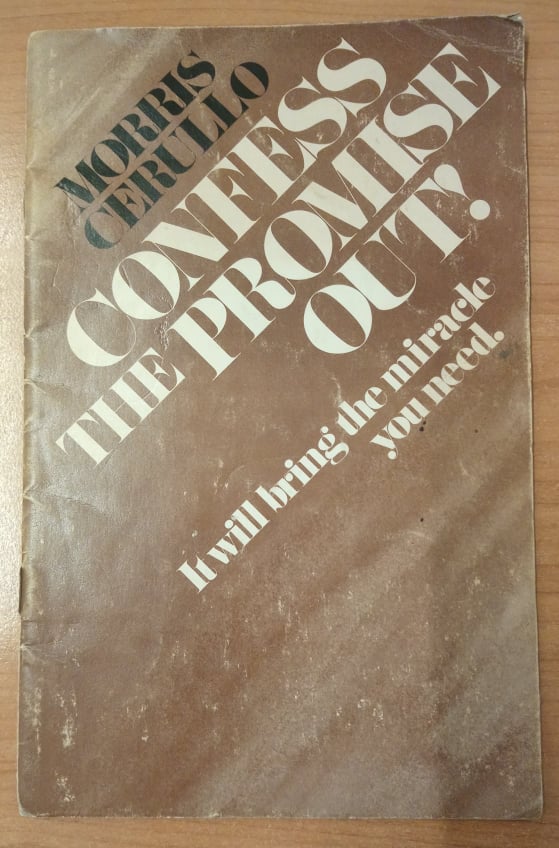 MORRIS
CERULLO
CONFESS
THE PROMISE
OUT!
It will bring the miracle
you need.